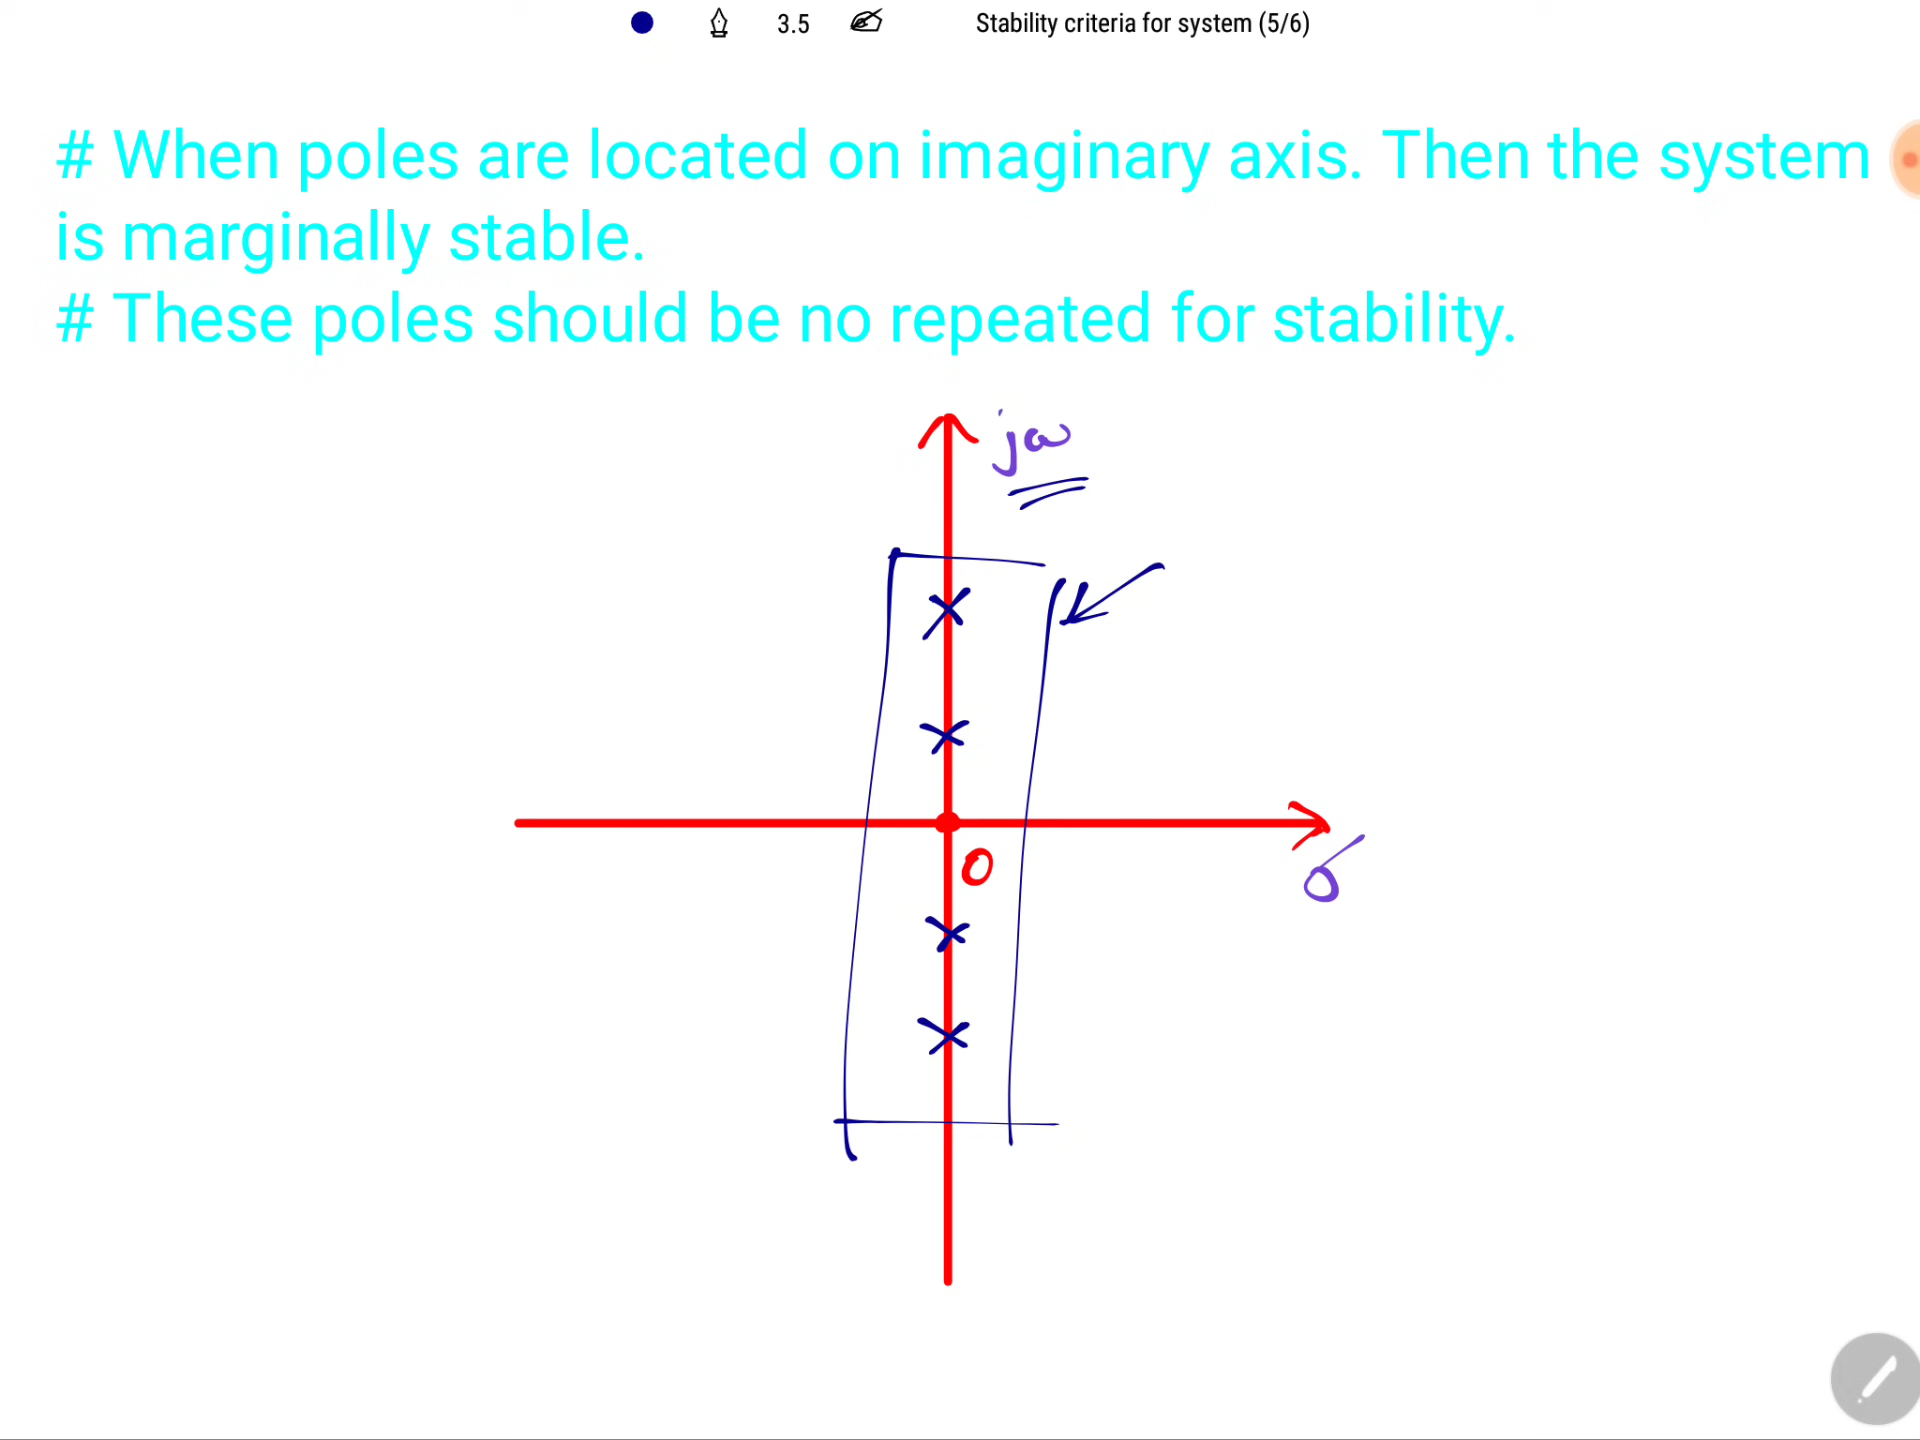 3.5 Stability criteria for system (5/6)
# When poles are located on imaginary axis. Then the system
is marginally stable.
# These poles should be no repeated for stability.
jω
0
σ